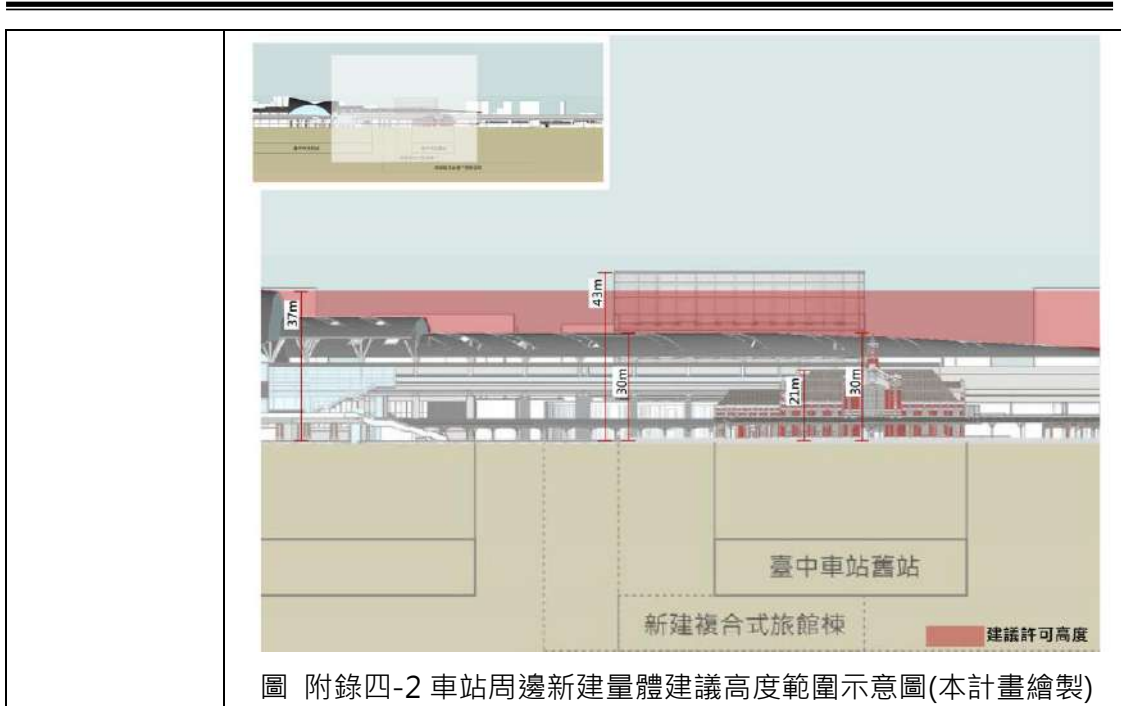 37m
43m
30m
21m
30m
臺中車站舊站
新建複合式旅館棟
建議許可高度
圖 附錄四-2 車站周邊新建量體建議高度範圍示意圖(本計畫繪製)